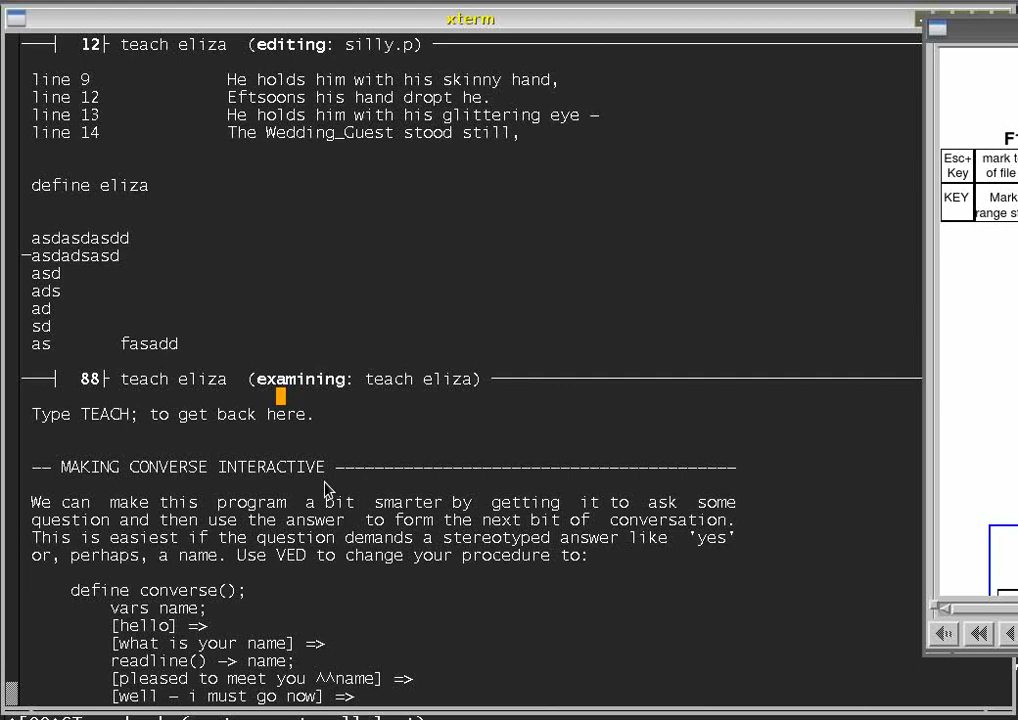 xterm
12 teach eliza (editing: silly.p)
line 9 He holds him with his skinny hand,
line 12 Eftsoons his hand dropt he.
line 13 He holds him with his glittering eye –
line 14 The Wedding_Guest stood still,
define eliza
asdasdasdd
asdadsasd
asd
ads
ad
sd
as fasadd
88 teach eliza (examining: teach eliza)
Type TEACH; to get back here.
-- MAKING CONVERSE INTERACTIVE -----------------------------------------
We can make this program a bit smarter by getting it to ask some
question and then use the answer to form the next bit of conversation.
This is easiest if the question demands a stereotyped answer like 'yes'
or, perhaps, a name. Use VED to change your procedure to:
define converse();
vars name;
[hello] =>
[what is your name] =>
readline() -> name;
[pleased to meet you ^^name] =>
[well - i must go now] =>
Esc+ mark t
Key of file
KEY Mark
range s